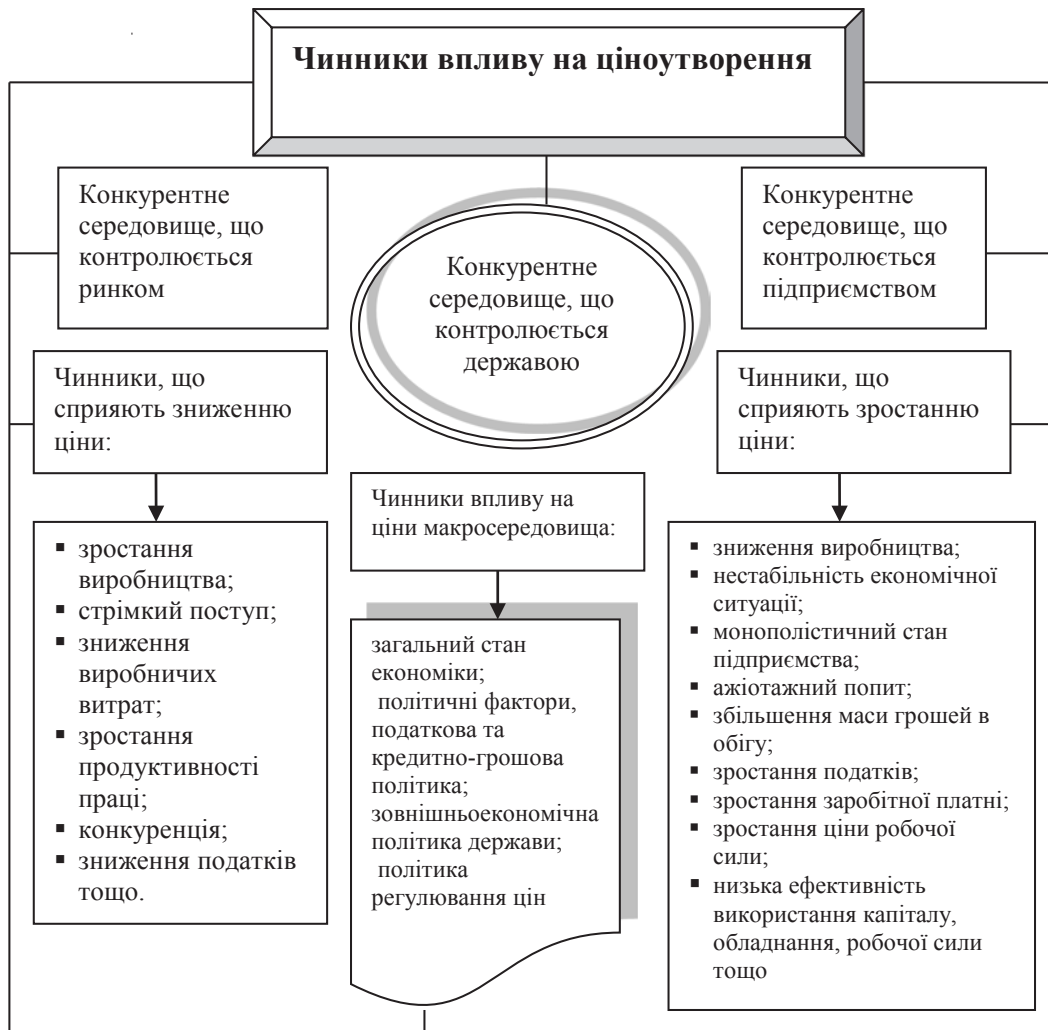 Чинники впливу на ціноутворення
Конкурентне
середовище, що
контролюється
ринком
Конкурентне
середовище, що
контролюється
державою
Конкурентне
середовище, що
контролюється
підприємством
Чинники, що
сприяють зниженню
ціни:
Чинники впливу на
ціни макросередовища:
Чинники, що
сприяють зростанню
ціни:
▪ зростання
виробництва;
▪ стрімкий поступ;
▪ зниження
виробничих
витрат;
▪ зростання
продуктивності
праці;
▪ конкуренція;
▪ зниження податків
тощо.
загальний стан
економіки;
політичні фактори,
податкова та
кредитно-грошова
політика;
зовнішньоекономічна
політика держави;
політика
регулювання цін
▪ зниження виробництва;
▪ нестабільність економічної
ситуації;
▪ монополістичний стан
підприємства;
▪ ажіотажний попит;
▪ збільшення маси грошей в
обігу;
▪ зростання податків;
▪ зростання заробітної платні;
▪ зростання ціни робочої
сили;
▪ низька ефективність
використання капіталу,
обладнання, робочої сили
тощо